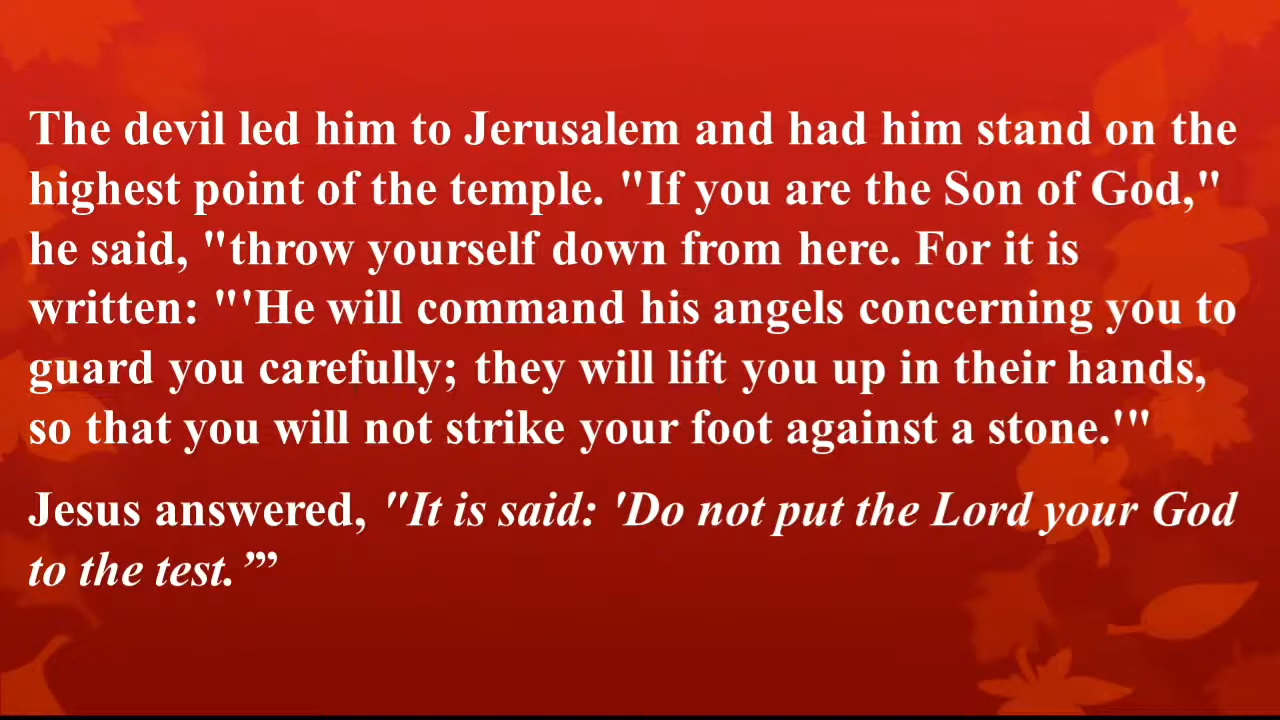 The devil led him to Jerusalem and had him stand on the
highest point of the temple. "If you are the Son of God,"
he said, "throw yourself down from here. For it is
written: "'He will command his angels concerning you to
guard you carefully; they will lift you up in their hands,
so that you will not strike your foot against a stone.'"
Jesus answered, "It is said: 'Do not put the Lord your God
to the test.’”